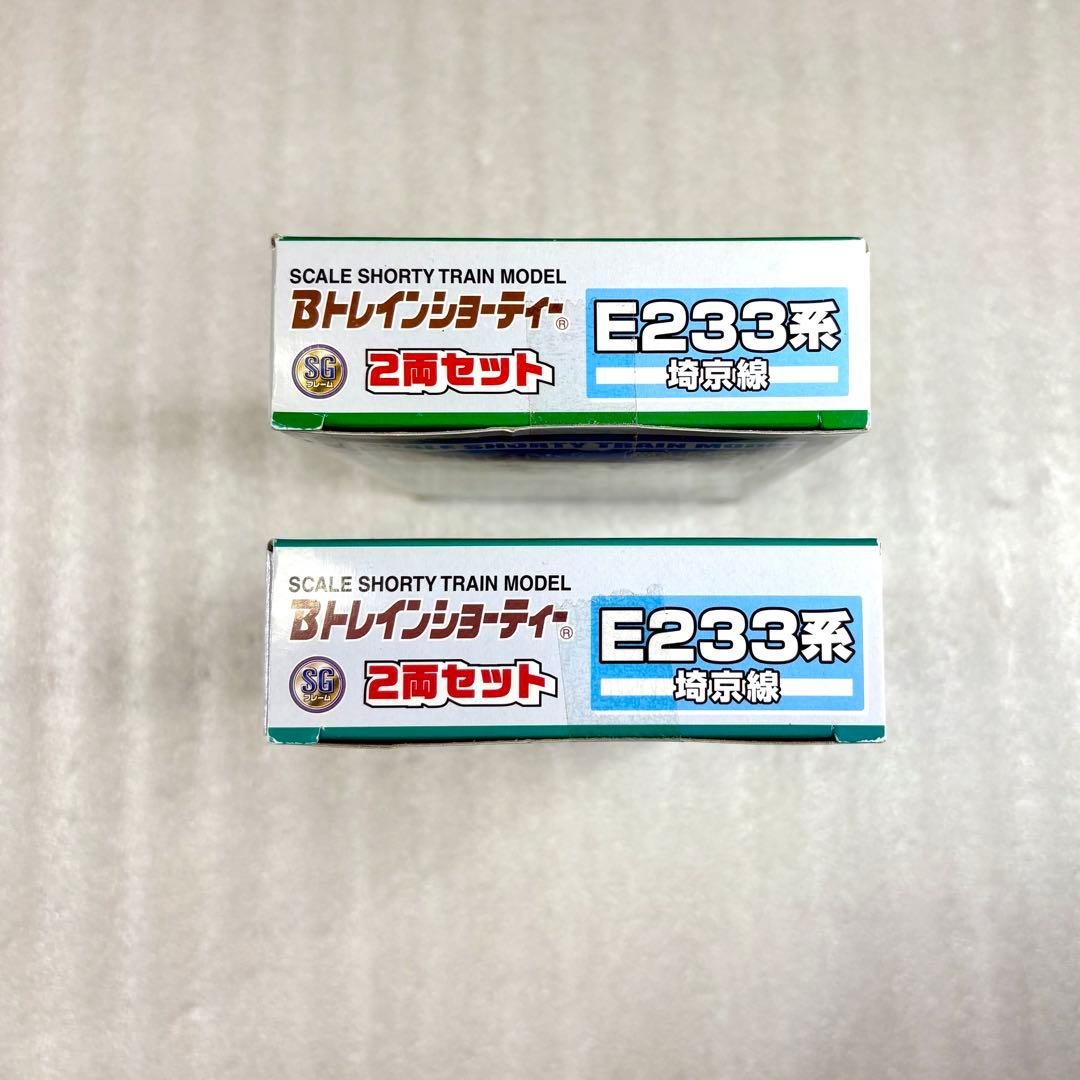 SCALE SHORTY TRAIN MODEL
Bトレインショーティー®
SG
フレーム
2両セット
E233系
埼京線
SHORTY TRAIN MODEL
SCALE SHORTY TRAIN MODEL
Bトレインショーティー®
SG
フレーム
2両セット
E233系
埼京線